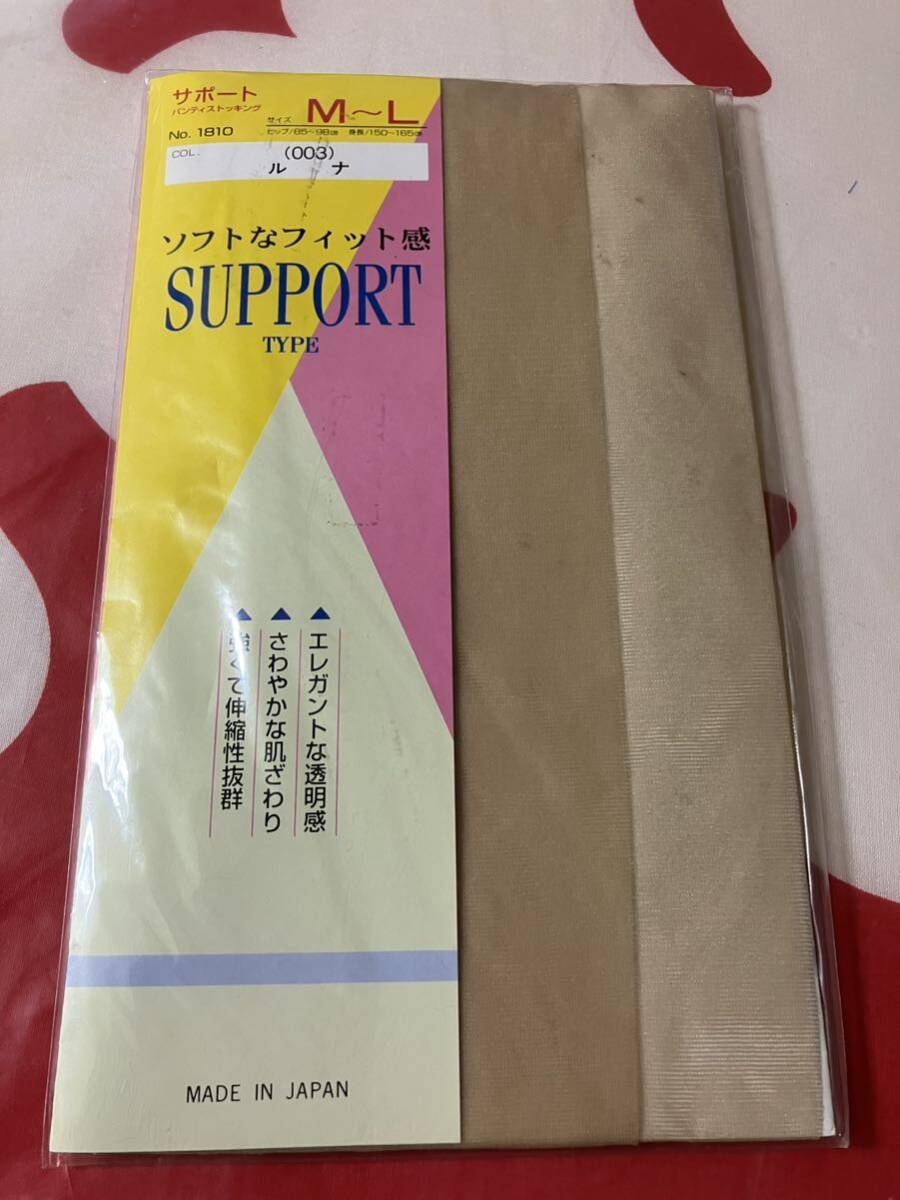 サポート
パンティストッキング
サイズ M～L
No. 1810
ヒップ/85～98㎝ 身長/150～165㎝
COL. (003)
ルナ
ソフトなフィット感
SUPPORT
TYPE
▲エレガントな透明感
▲さわやかな肌ざわり
▲強くて伸縮性抜群
MADE IN JAPAN